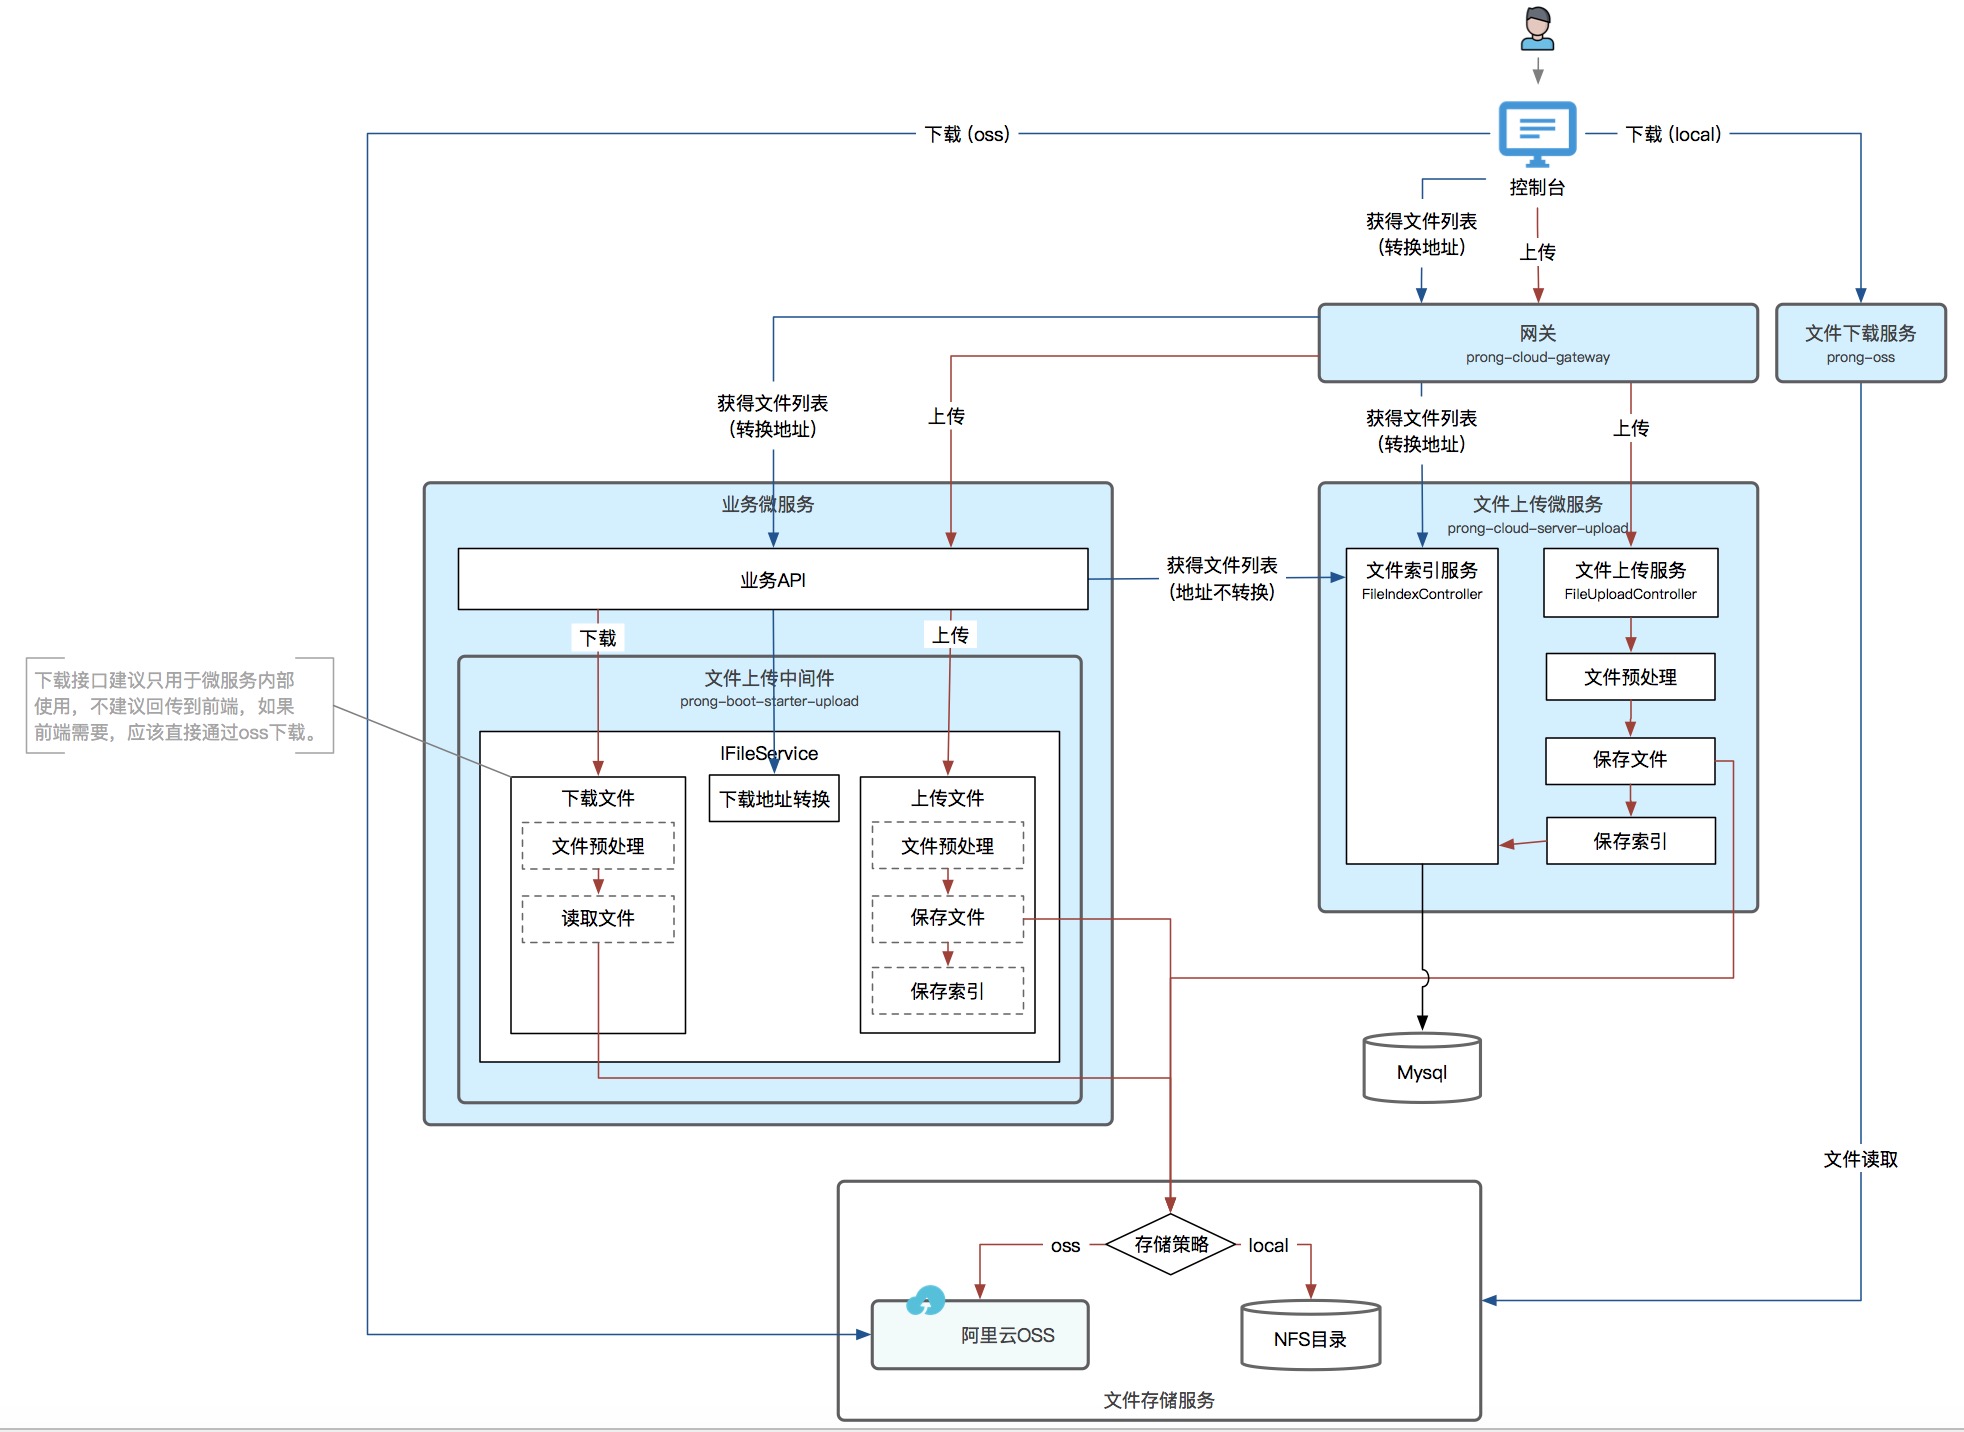 下载 (oss)
下载 (local)
控制台
获得文件列表
(转换地址)
上传
网关
prong-cloud-gateway
文件下载服务
prong-oss
获得文件列表
(转换地址)
上传
获得文件列表
(转换地址)
上传
业务微服务
文件上传微服务
prong-cloud-server-upload
业务API
获得文件列表
(地址不转换)
文件索引服务
FileIndexController
文件上传服务
FileUploadController
下载
上传
文件上传中间件
prong-boot-starter-upload
下载接口建议只用于微服务内部
使用，不建议回传到前端，如果
前端需要，应该直接通过oss下载。
IFileService
下载文件
文件预处理
读取文件
下载地址转换
上传文件
文件预处理
保存文件
保存索引
文件预处理
保存文件
保存索引
Mysql
文件读取
存储策略
oss
local
阿里云OSS
NFS目录
文件存储服务